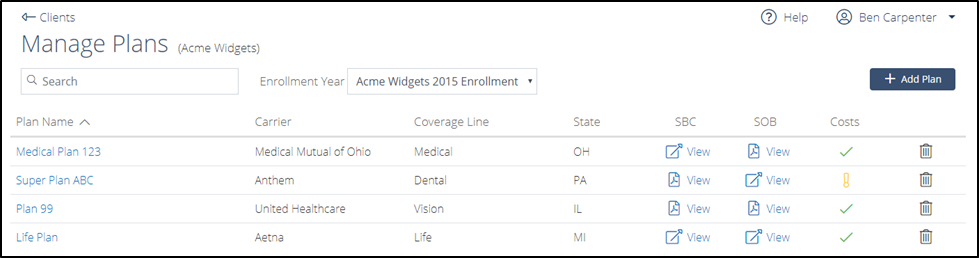 Clients Help Ben Carpenter
Manage Plans (Acme Widgets)
Search Enrollment Year Acme Widgets 2015 Enrollment + Add Plan
Plan Name Carrier Coverage Line State SBC SOB Costs
Medical Plan 123 Medical Mutual of Ohio Medical OH View View
Super Plan ABC Anthem Dental PA View View
Plan 99 United Healthcare Vision IL View View
Life Plan Aetna Life MI View View